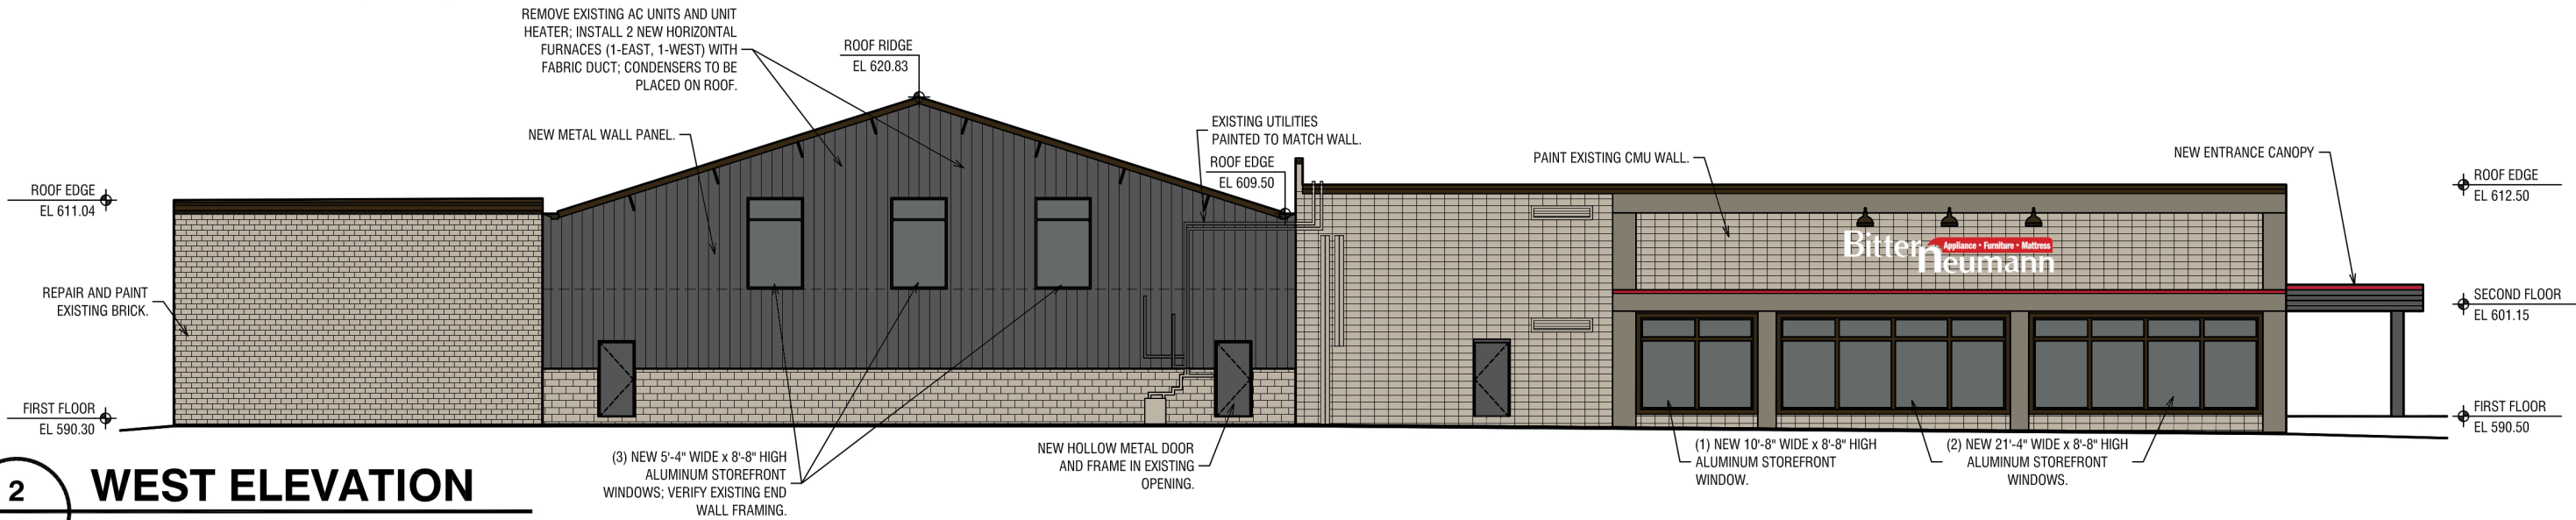 REMOVE EXISTING AC UNITS AND UNIT
HEATER; INSTALL 2 NEW HORIZONTAL
FURNACES (1-EAST, 1-WEST) WITH
FABRIC DUCT; CONDENSERS TO BE
PLACED ON ROOF.
ROOF RIDGE
EL 620.83
NEW METAL WALL PANEL.
EXISTING UTILITIES
PAINTED TO MATCH WALL.
ROOF EDGE
EL 609.50
PAINT EXISTING CMU WALL.
NEW ENTRANCE CANOPY
ROOF EDGE
EL 611.04
ROOF EDGE
EL 612.50
Bitter
Appliance • Furniture • Mattress
neumann
REPAIR AND PAINT
EXISTING BRICK.
SECOND FLOOR
EL 601.15
FIRST FLOOR
EL 590.30
FIRST FLOOR
EL 590.50
(3) NEW 5'-4" WIDE x 8'-8" HIGH
ALUMINUM STOREFRONT
WINDOWS; VERIFY EXISTING END
WALL FRAMING.
NEW HOLLOW METAL DOOR
AND FRAME IN EXISTING
OPENING.
(1) NEW 10'-8" WIDE x 8'-8" HIGH
ALUMINUM STOREFRONT
WINDOW.
(2) NEW 21'-4" WIDE x 8'-8" HIGH
ALUMINUM STOREFRONT
WINDOWS.
2
WEST ELEVATION